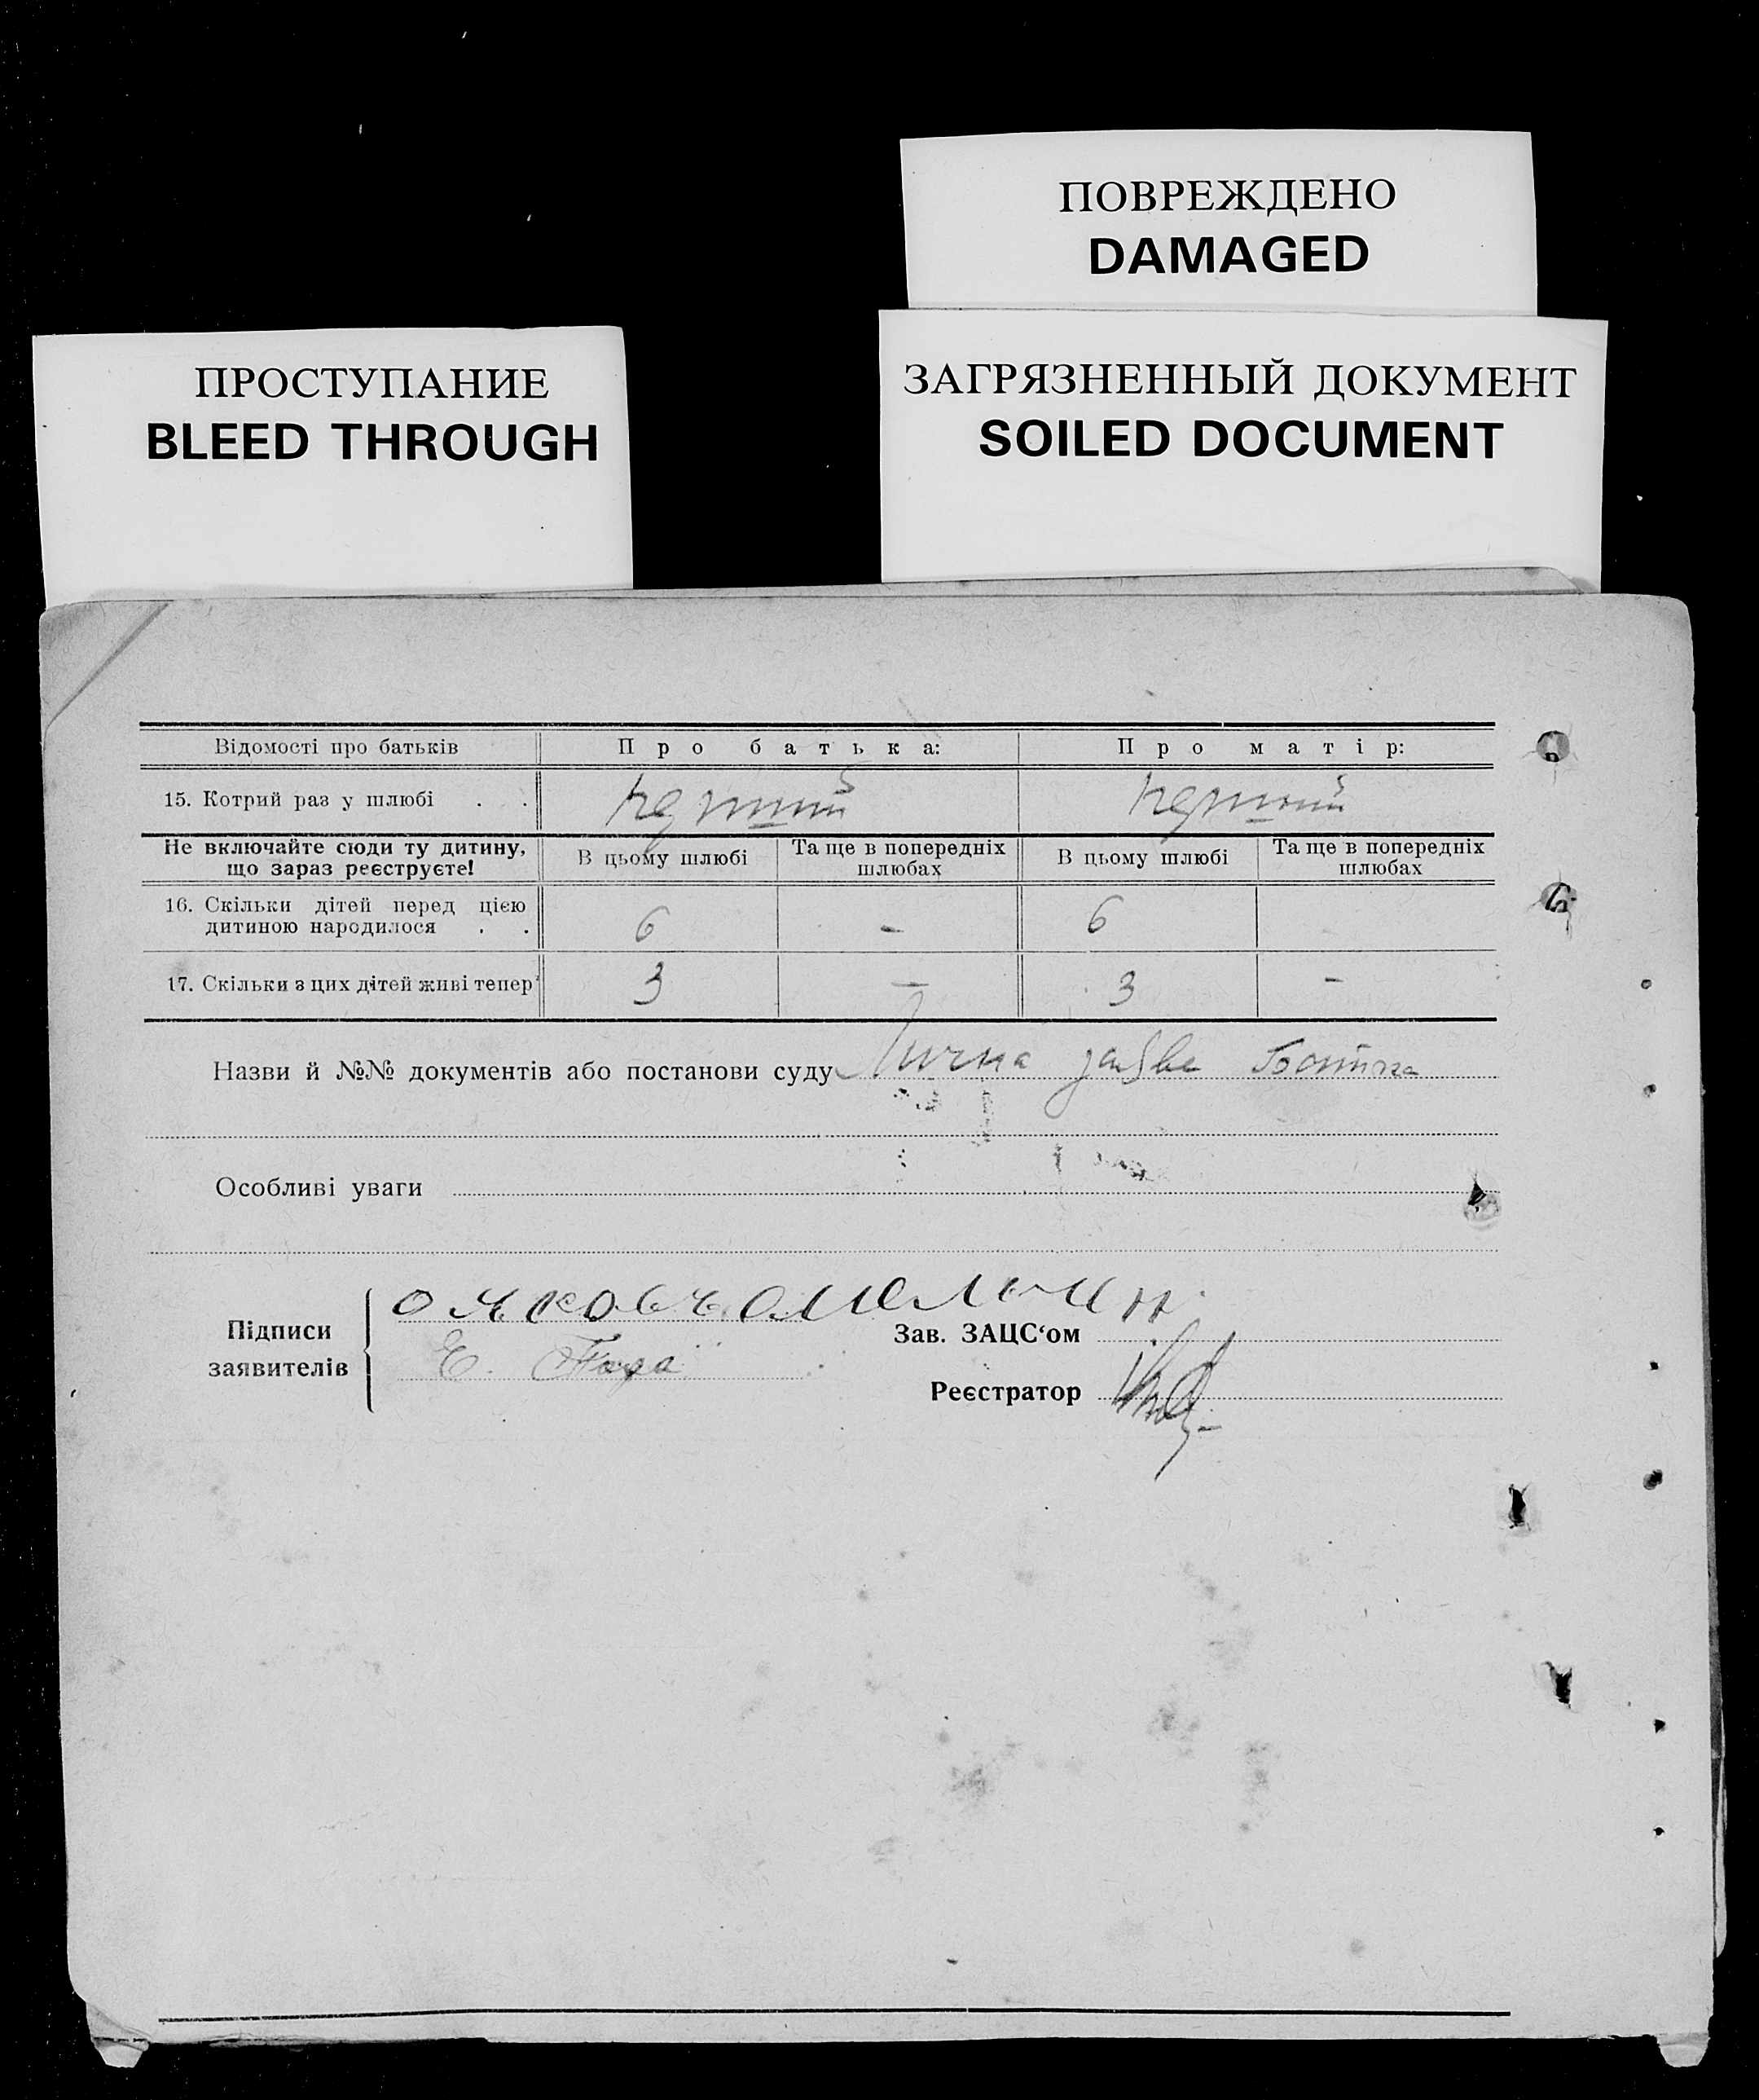 ПОВРЕЖДЕНО
DAMAGED
ПРОСТУПАНИЕ
BLEED THROUGH
ЗАГРЯЗНЕННЫЙ ДОКУМЕНТ
SOILED DOCUMENT
Відомості про батьків Про батька: Про матір:
15. Котрий раз у шлюбі . . перший перший
Не включайте сюди ту дитину, що зараз реєструєте! В цьому шлюбі Та ще в попередніх шлюбах В цьому шлюбі Та ще в попередніх шлюбах
16. Скільки дітей перед цією
дитиною народилося . . 6 - 6
17. Скільки з цих дітей живі тепер 3 - 3 -
Назви й №№ документів або постанови суду Лична заява Батька
Особливі уваги
Підписи
заявителів
Зав. ЗАЦС‘ом
Реєстратор